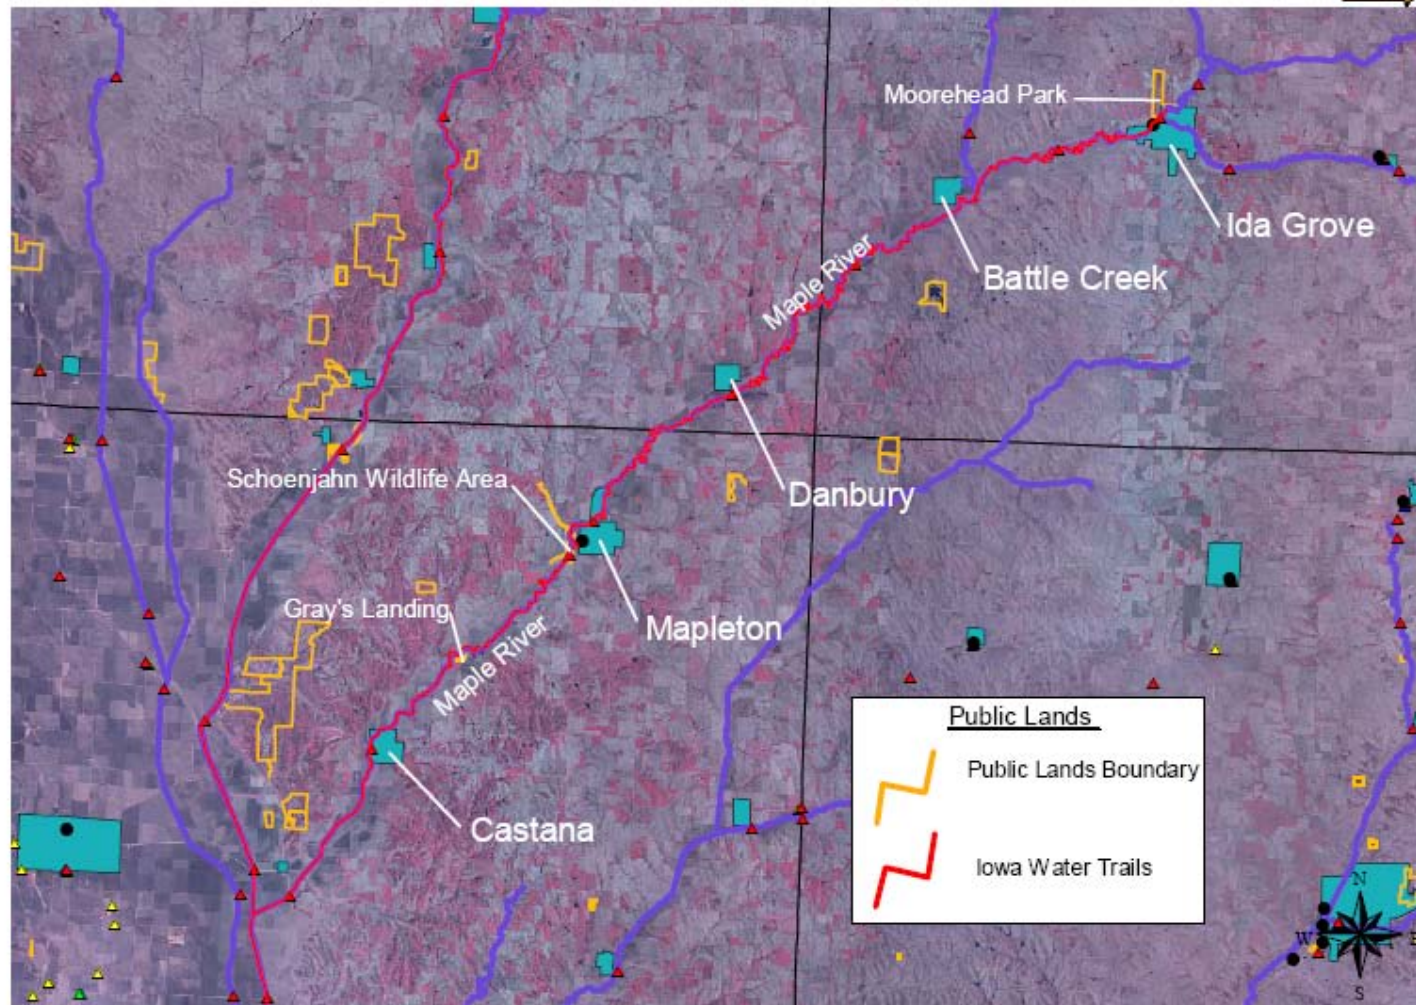 Moorehead Park
Ida Grove
Battle Creek
Maple River
Danbury
Schoenjahn Wildlife Area
Mapleton
Gray's Landing
Maple River
Castana
Public Lands
Public Lands Boundary
Iowa Water Trails
N
W
E
S